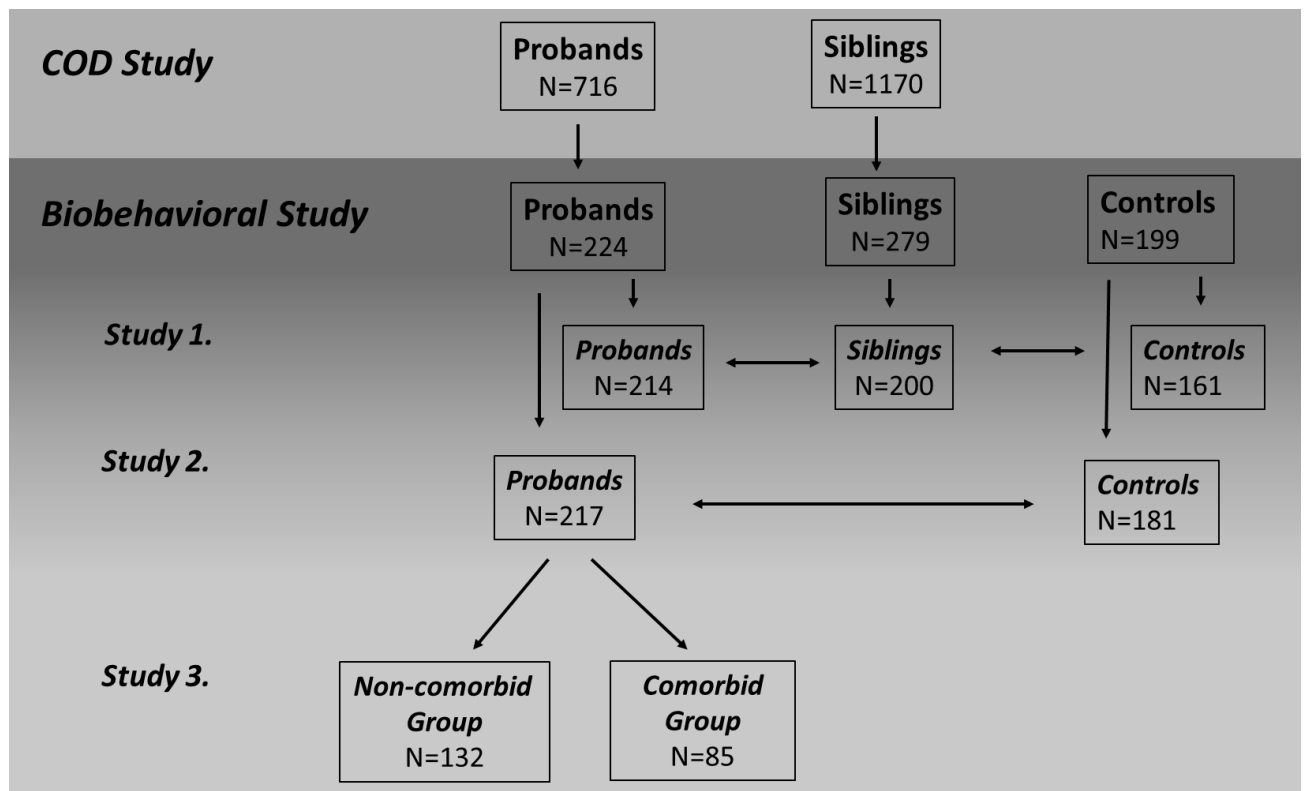 COD Study
Probands
N=716
Siblings
N=1170
Biobehavioral Study
Probands
N=224
Siblings
N=279
Controls
N=199
Study 1.
Probands
N=214
Siblings
N=200
Controls
N=161
Study 2.
Probands
N=217
Controls
N=181
Study 3.
Non-comorbid
Group
N=132
Comorbid
Group
N=85